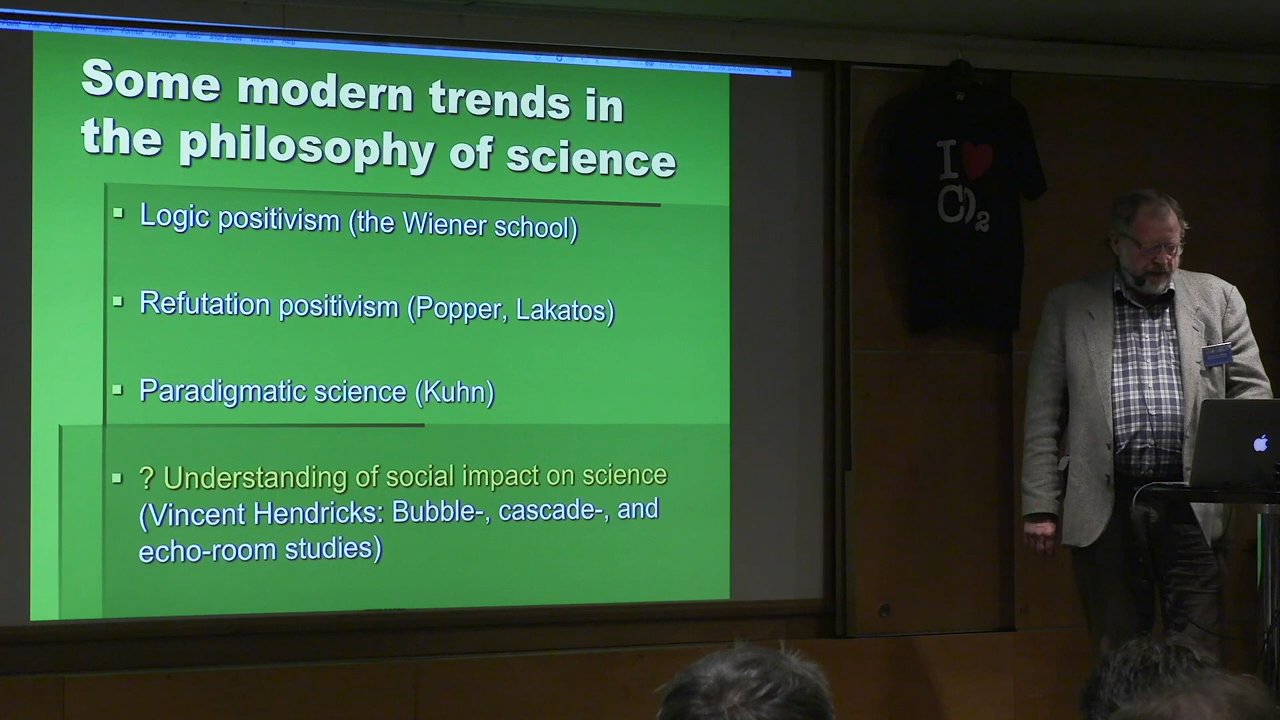 Some modern trends in
the philosophy of science
Logic positivism (the Wiener school)
Refutation positivism (Popper, Lakatos)
Paradigmatic science (Kuhn)
? Understanding of social impact on science
(Vincent Hendricks: Bubble-, cascade-, and
echo-room studies)
I ♥
CO2